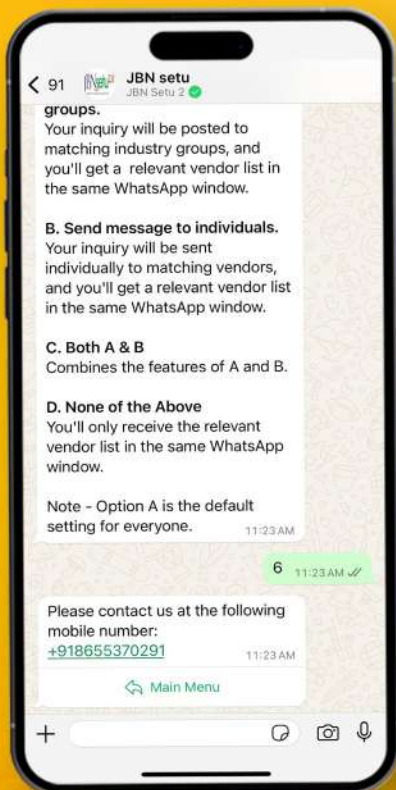 91
JBN setu
JBN Setu 2
groups.
Your inquiry will be posted to
matching industry groups, and
you'll get a  relevant vendor list in
the same WhatsApp window.
B. Send message to individuals.
Your inquiry will be sent
individually to matching vendors,
and you'll get a relevant vendor list
in the same WhatsApp window.
C. Both A & B
Combines the features of A and B.
D. None of the Above
You'll only receive the relevant
vendor list in the same WhatsApp
window.
Note - Option A is the default
setting for everyone.
11:23 AM
6 11:23 AM
Please contact us at the following
mobile number:
+918655370291
11:23 AM
Main Menu